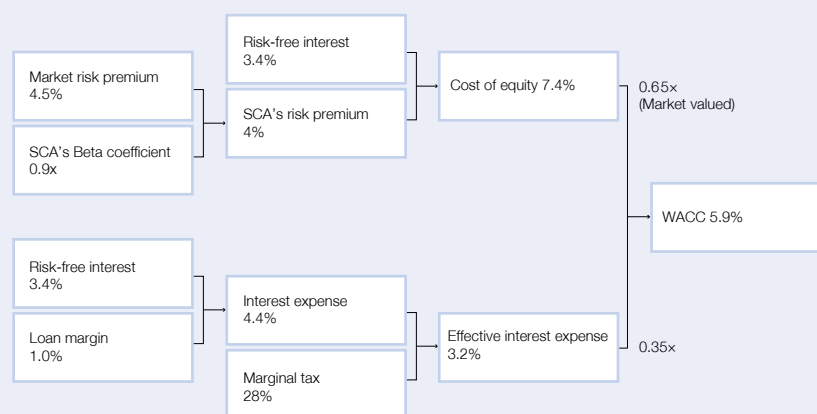 Market risk premium
4.5%
SCA's Beta coefficient
0.9x
Risk-free interest
3.4%
SCA's risk premium
4%
Cost of equity 7.4%
0.65×
(Market valued)
WACC 5.9%
Risk-free interest
3.4%
Loan margin
1.0%
Interest expense
4.4%
Marginal tax
28%
Effective interest expense
3.2%
0.35×